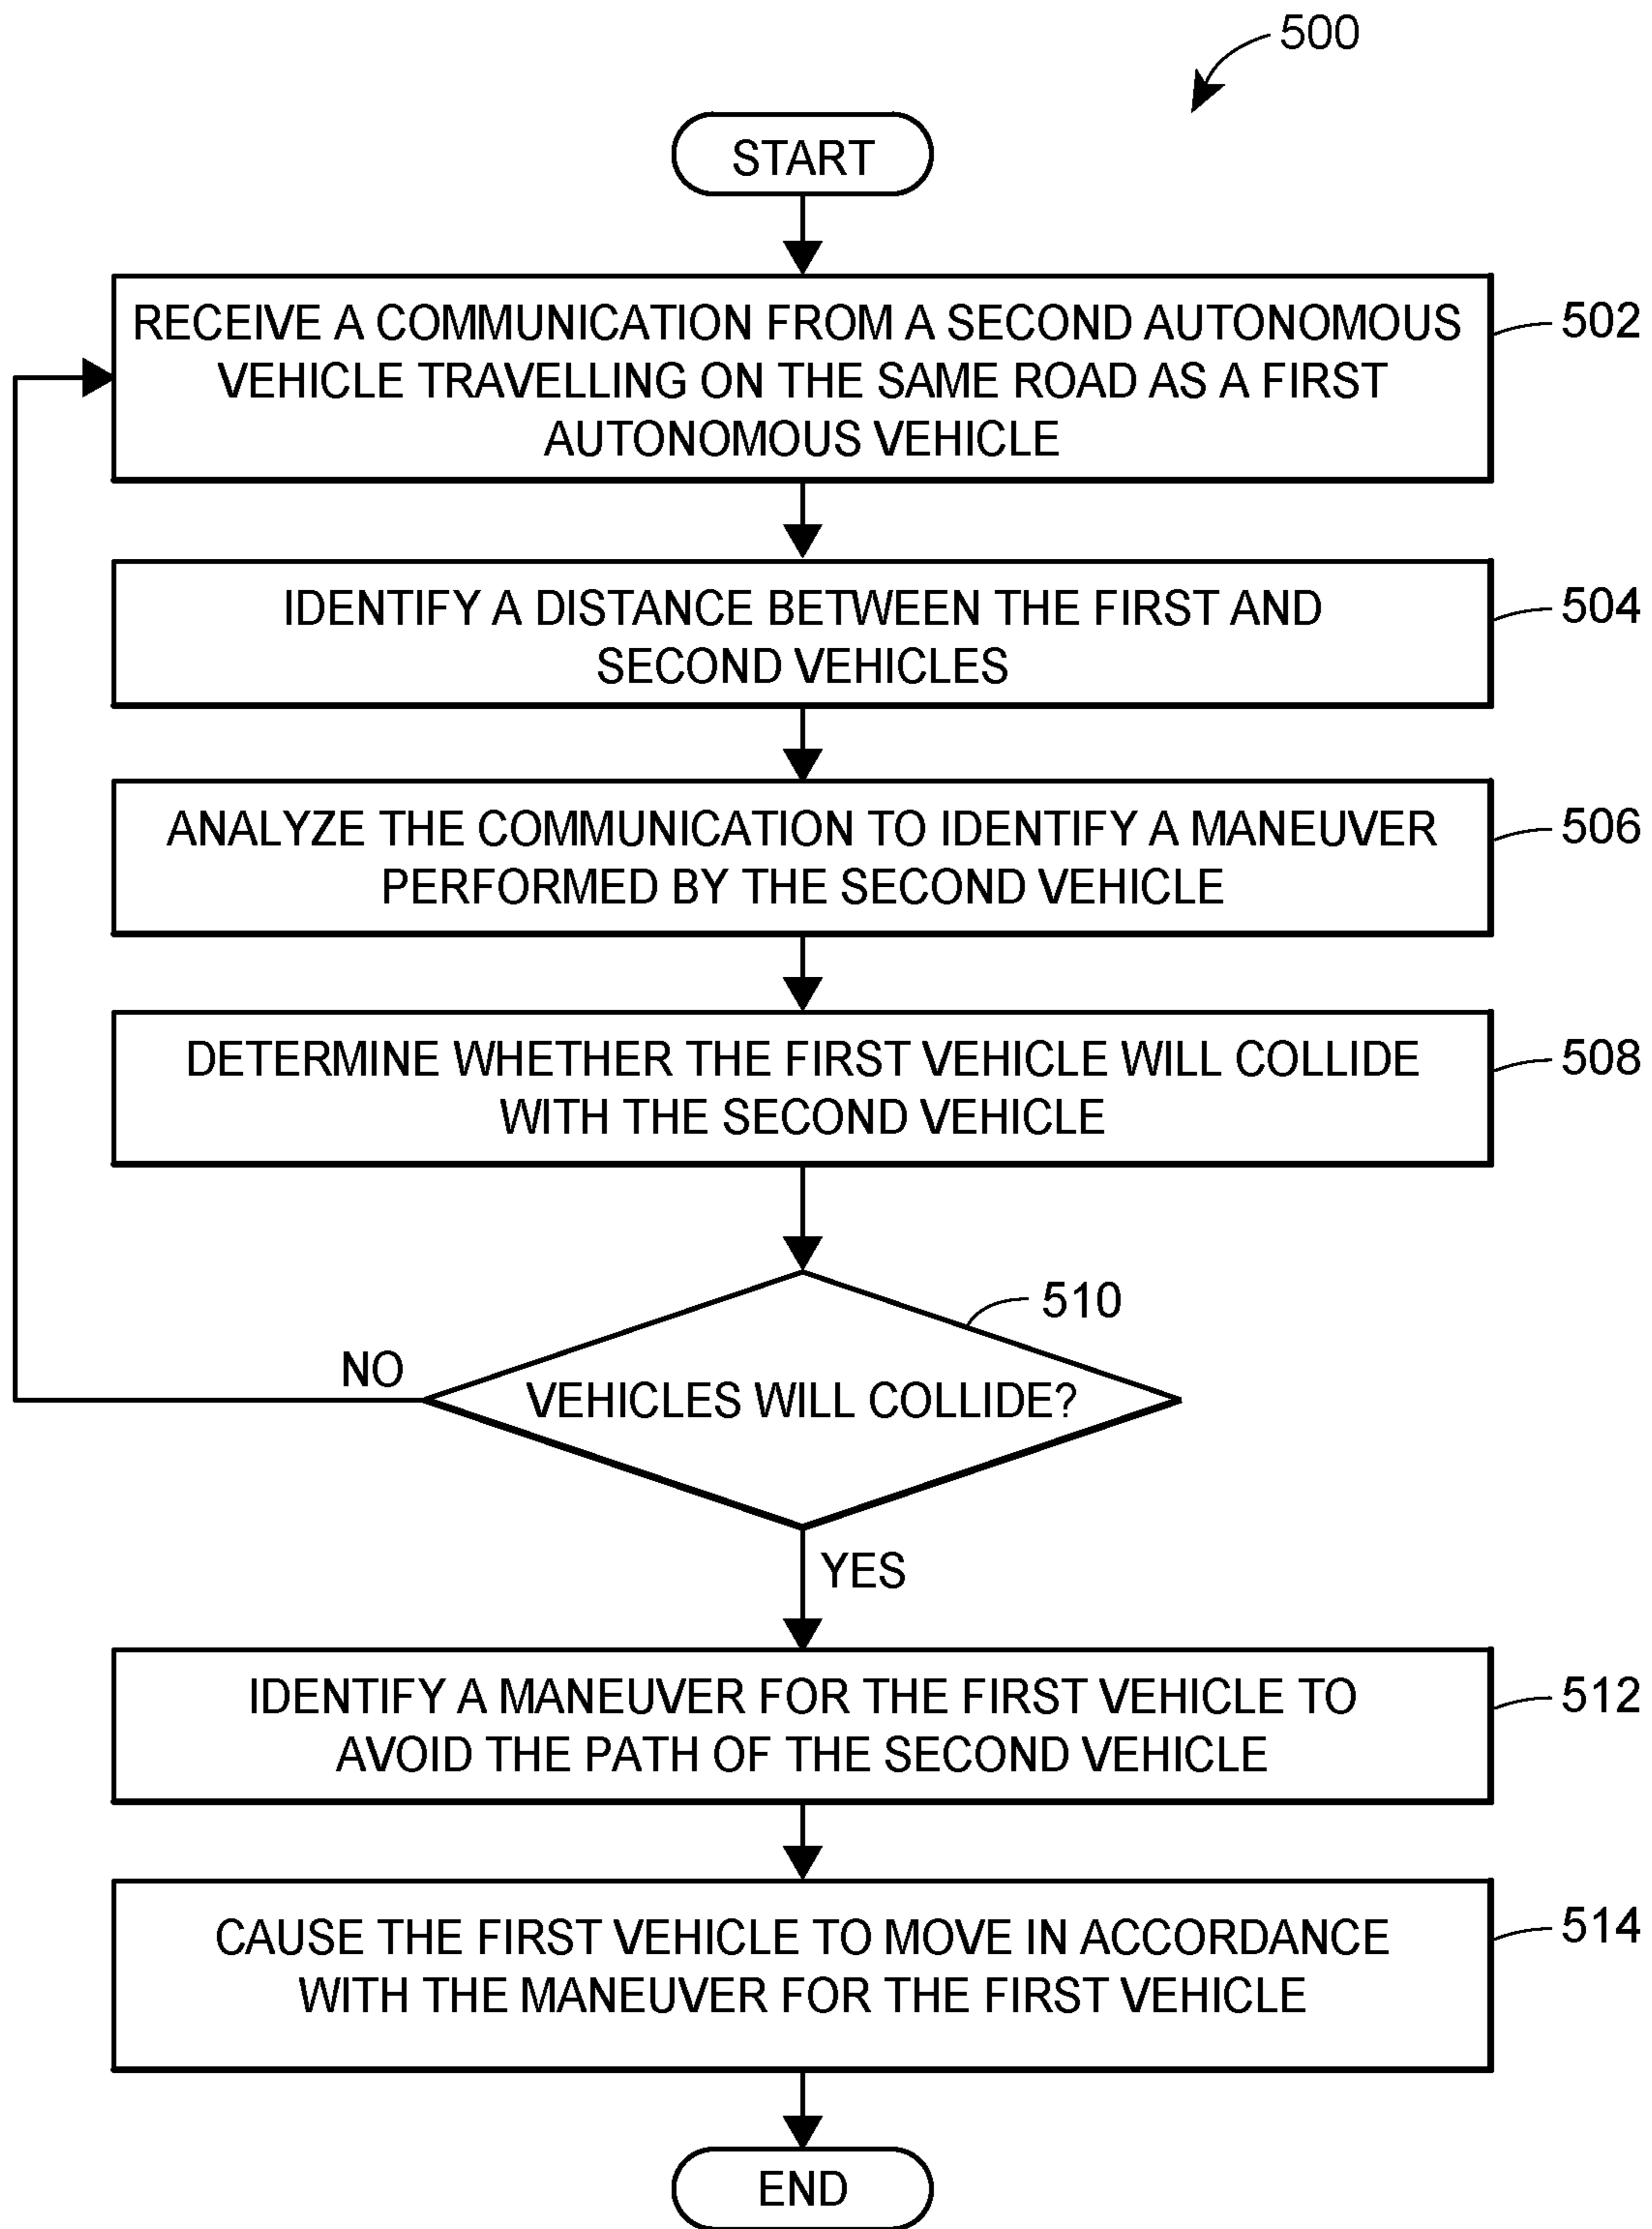 500
START
RECEIVE A COMMUNICATION FROM A SECOND AUTONOMOUS
VEHICLE TRAVELLING ON THE SAME ROAD AS A FIRST
AUTONOMOUS VEHICLE
502
IDENTIFY A DISTANCE BETWEEN THE FIRST AND
SECOND VEHICLES
504
ANALYZE THE COMMUNICATION TO IDENTIFY A MANEUVER
PERFORMED BY THE SECOND VEHICLE
506
DETERMINE WHETHER THE FIRST VEHICLE WILL COLLIDE
WITH THE SECOND VEHICLE
508
510
NO
VEHICLES WILL COLLIDE?
YES
IDENTIFY A MANEUVER FOR THE FIRST VEHICLE TO
AVOID THE PATH OF THE SECOND VEHICLE
512
CAUSE THE FIRST VEHICLE TO MOVE IN ACCORDANCE
WITH THE MANEUVER FOR THE FIRST VEHICLE
514
END